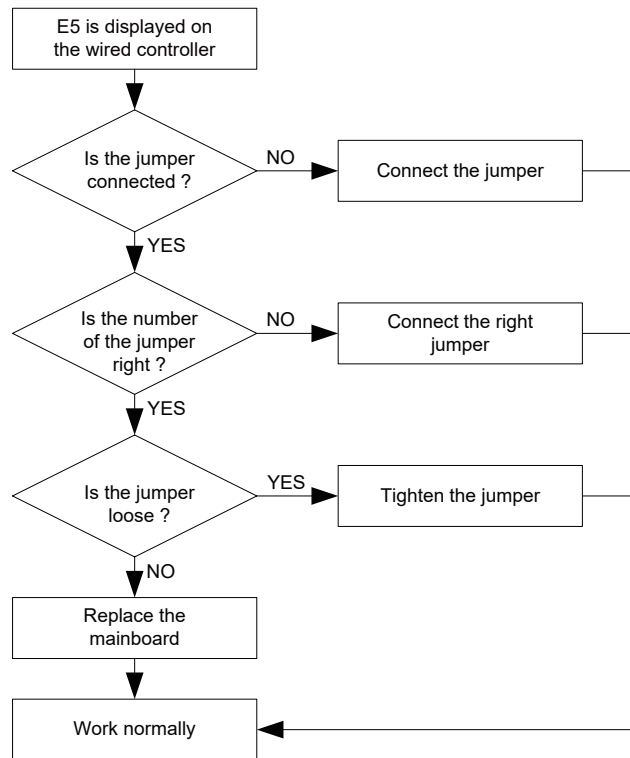 E5 is displayed on
the wired controller
Is the jumper
connected ?
NO
Connect the jumper
YES
Is the number
of the jumper
right ?
NO
Connect the right
jumper
YES
Is the jumper
loose ?
YES
Tighten the jumper
NO
Replace the
mainboard
Work normally